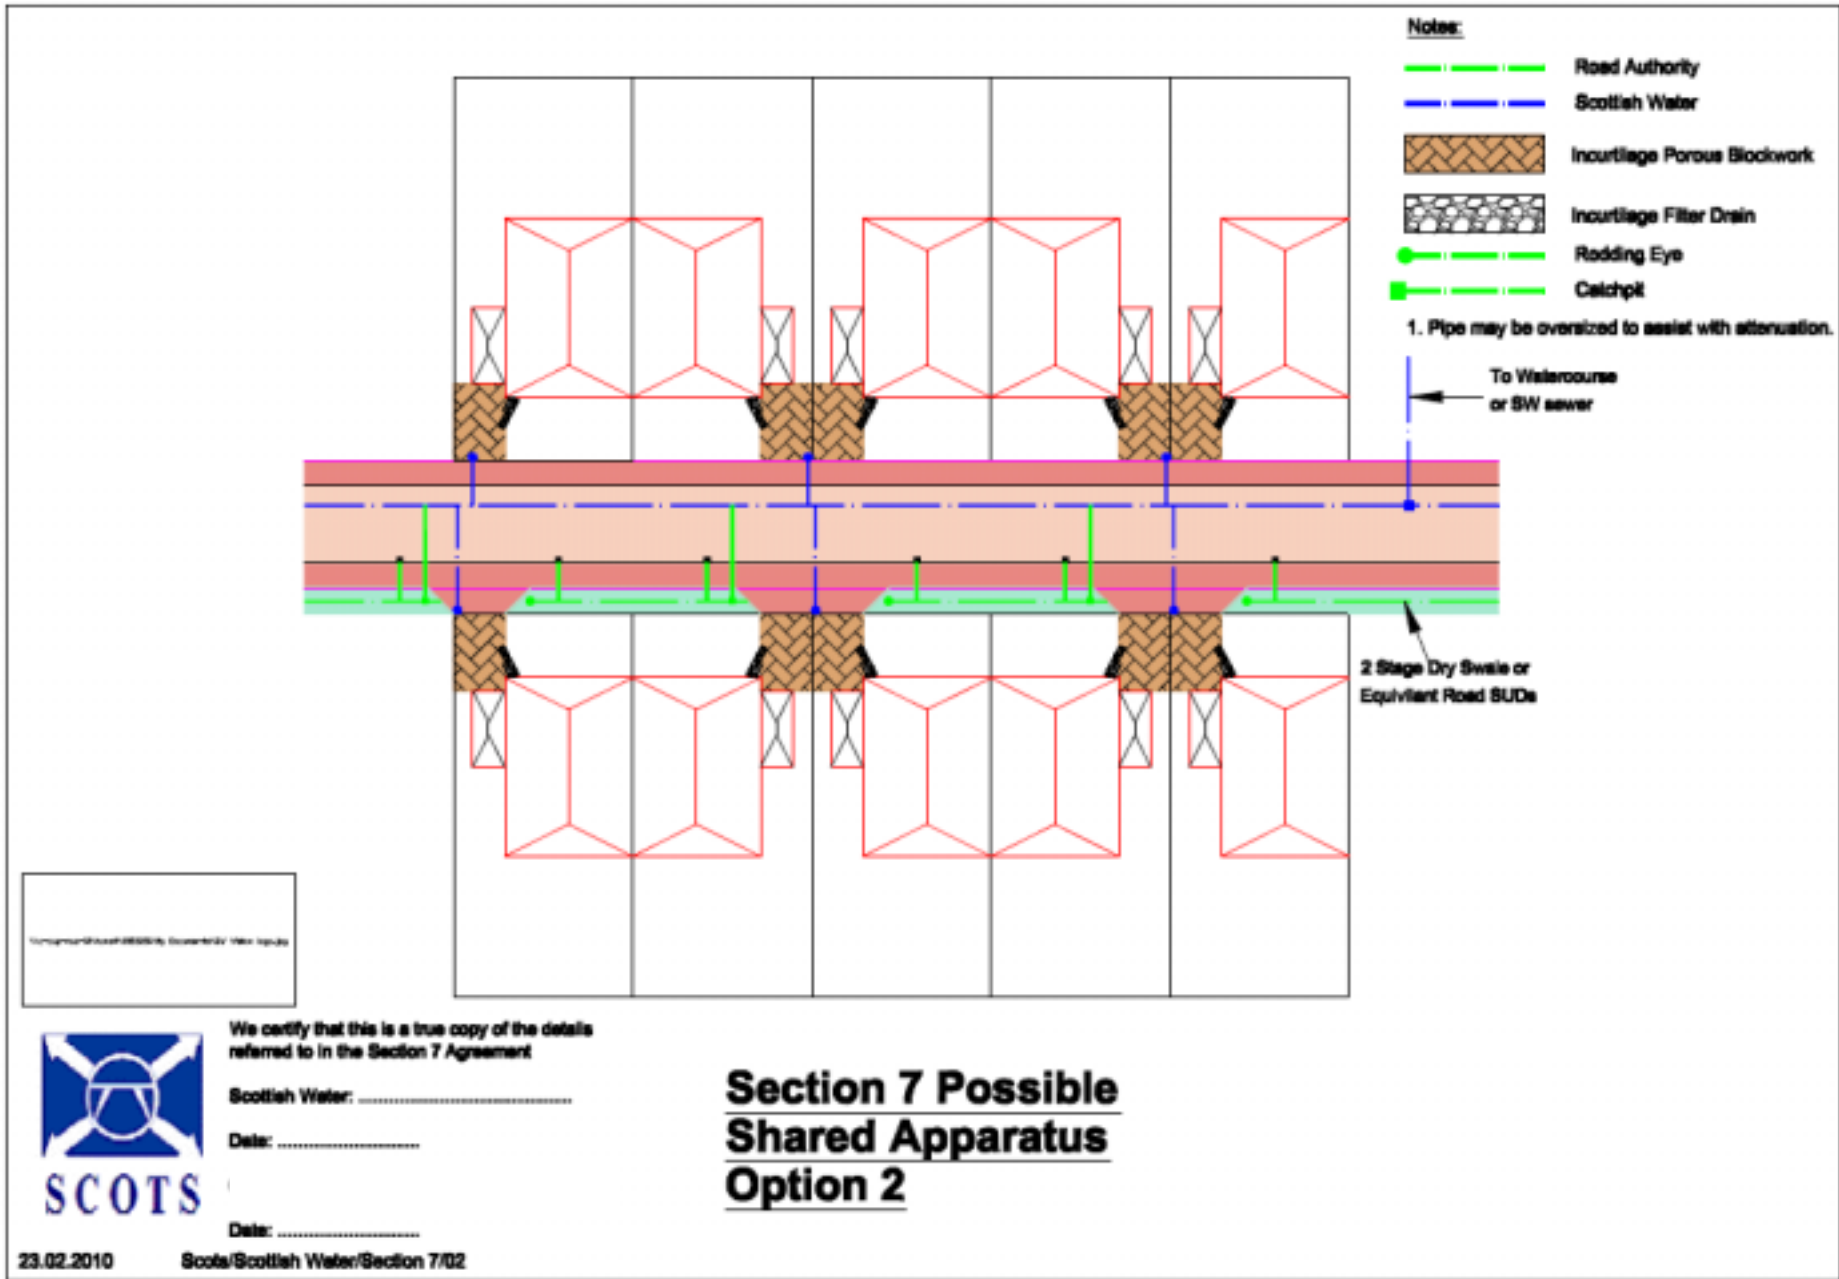 Notes:
Road Authority
Scottish Water
Incurtilage Porous Blockwork
Incurtilage Filter Drain
Rodding Eye
Catchpit
1. Pipe may be oversized to assist with attenuation.
To Watercourse
or SW sewer
2 Stage Dry Swale or
Equivilant Road SUDs
We certify that this is a true copy of the details
referred to in the Section 7 Agreement
Scottish Water: ..........................................
Date: ............................
Date: ............................
SCOTS
23.02.2010
Scots/Scottish Water/Section 7/02
Section 7 Possible
Shared Apparatus
Option 2